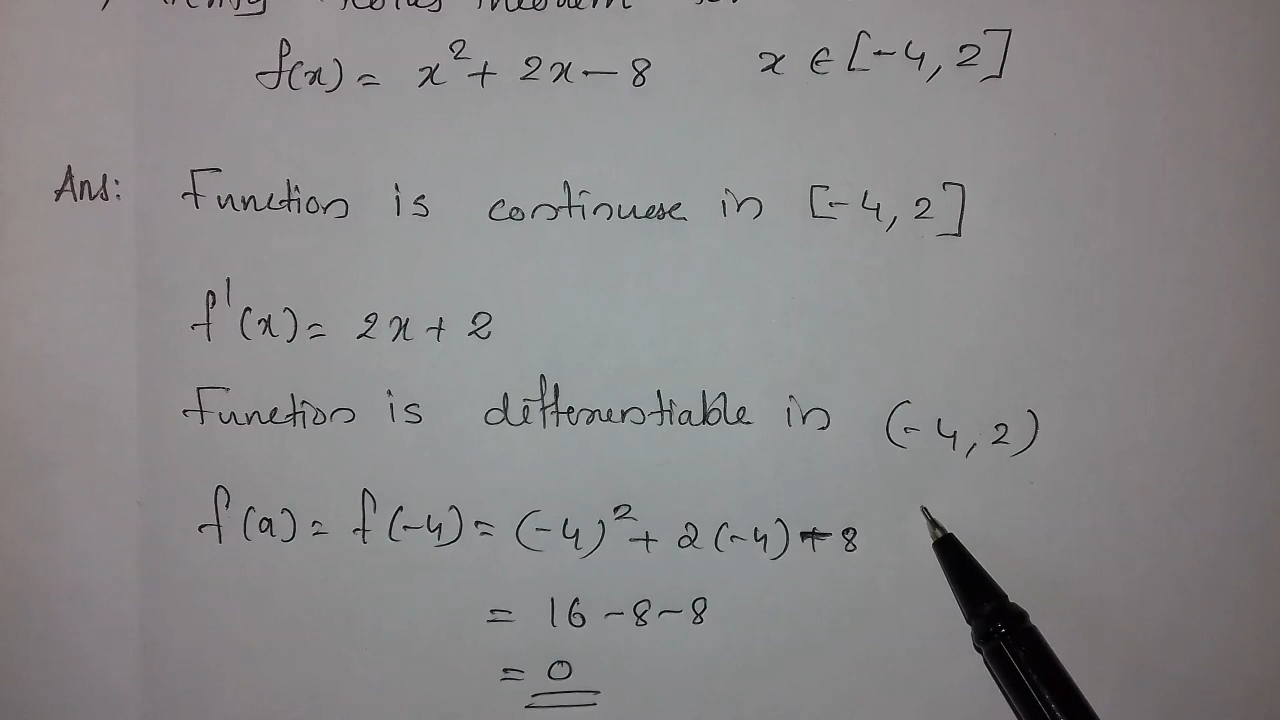 f(x) = x² + 2x - 8 x ∈ [-4, 2]
Ans: Function is continuese in [-4, 2]
f'(x) = 2x + 2
Function is differentiable in (-4, 2)
f(a) = f(-4) = (-4)² + 2(-4) - 8
= 16 - 8 - 8
= 0